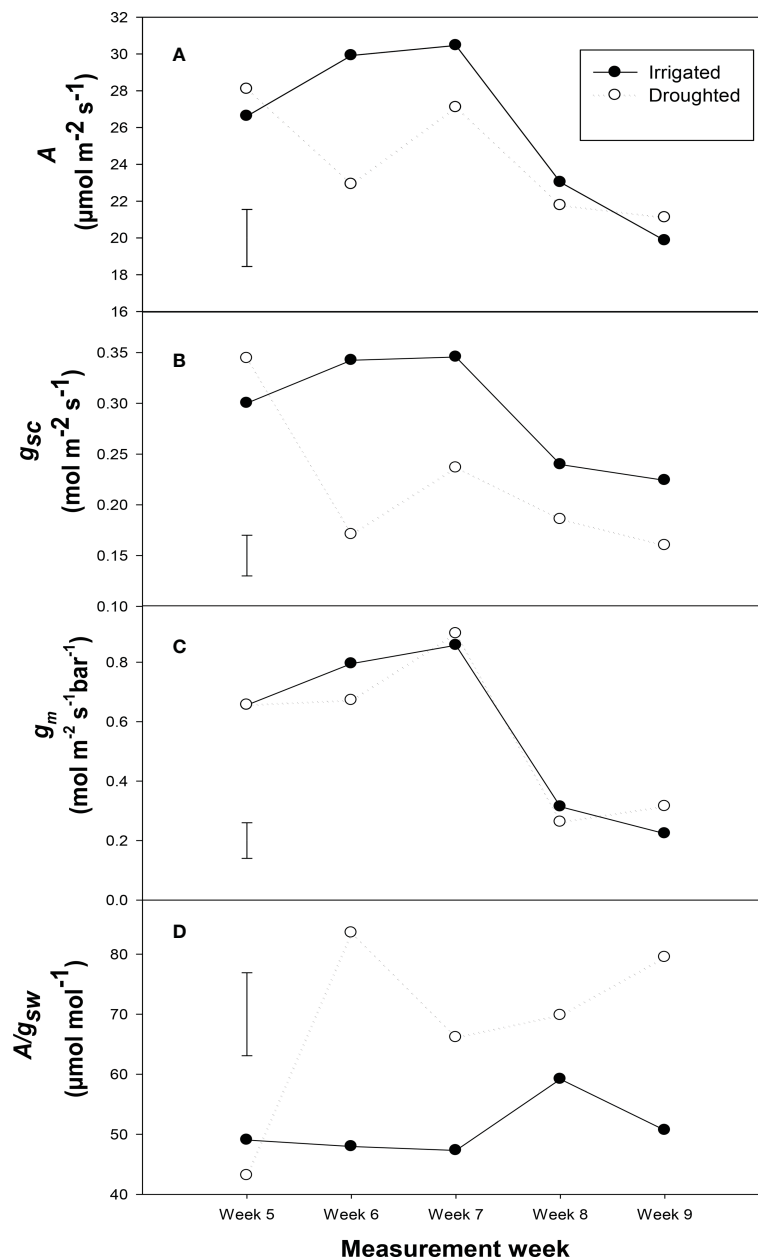 A
A
(µmol m-2 s-1)
32
30
28
26
24
22
20
18
16
Irrigated
Droughted
B
gsc
(mol m-2 s-1)
0.35
0.30
0.25
0.20
0.15
0.10
C
gm
(mol m-2 s-1bar-1)
0.8
0.6
0.4
0.2
0.0
D
A/gsw
(µmol mol-1)
80
70
60
50
40
Week 5 Week 6 Week 7 Week 8 Week 9
Measurement week